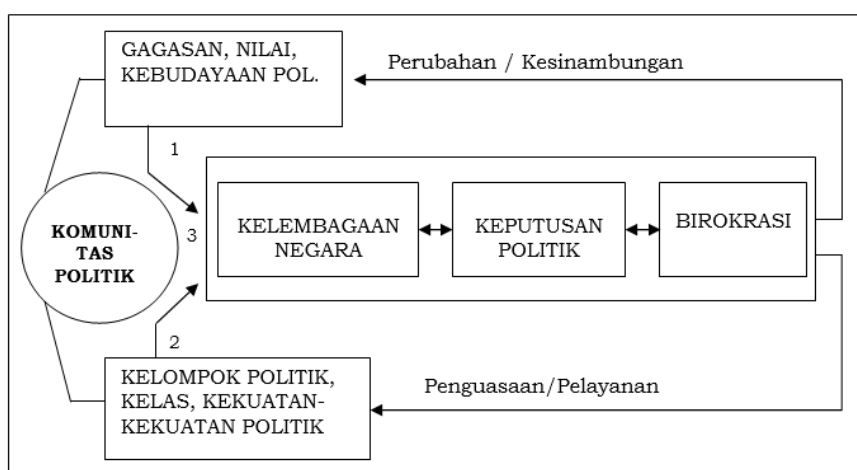 GAGASAN, NILAI,
KEBUDAYAAN POL.
Perubahan / Kesinambungan
1
KOMUNI-
TAS
POLITIK
3
KELEMBAGAAN
NEGARA
KEPUTUSAN
POLITIK
BIROKRASI
2
KELOMPOK POLITIK,
KELAS, KEKUATAN-
KEKUATAN POLITIK
Penguasaan/Pelayanan